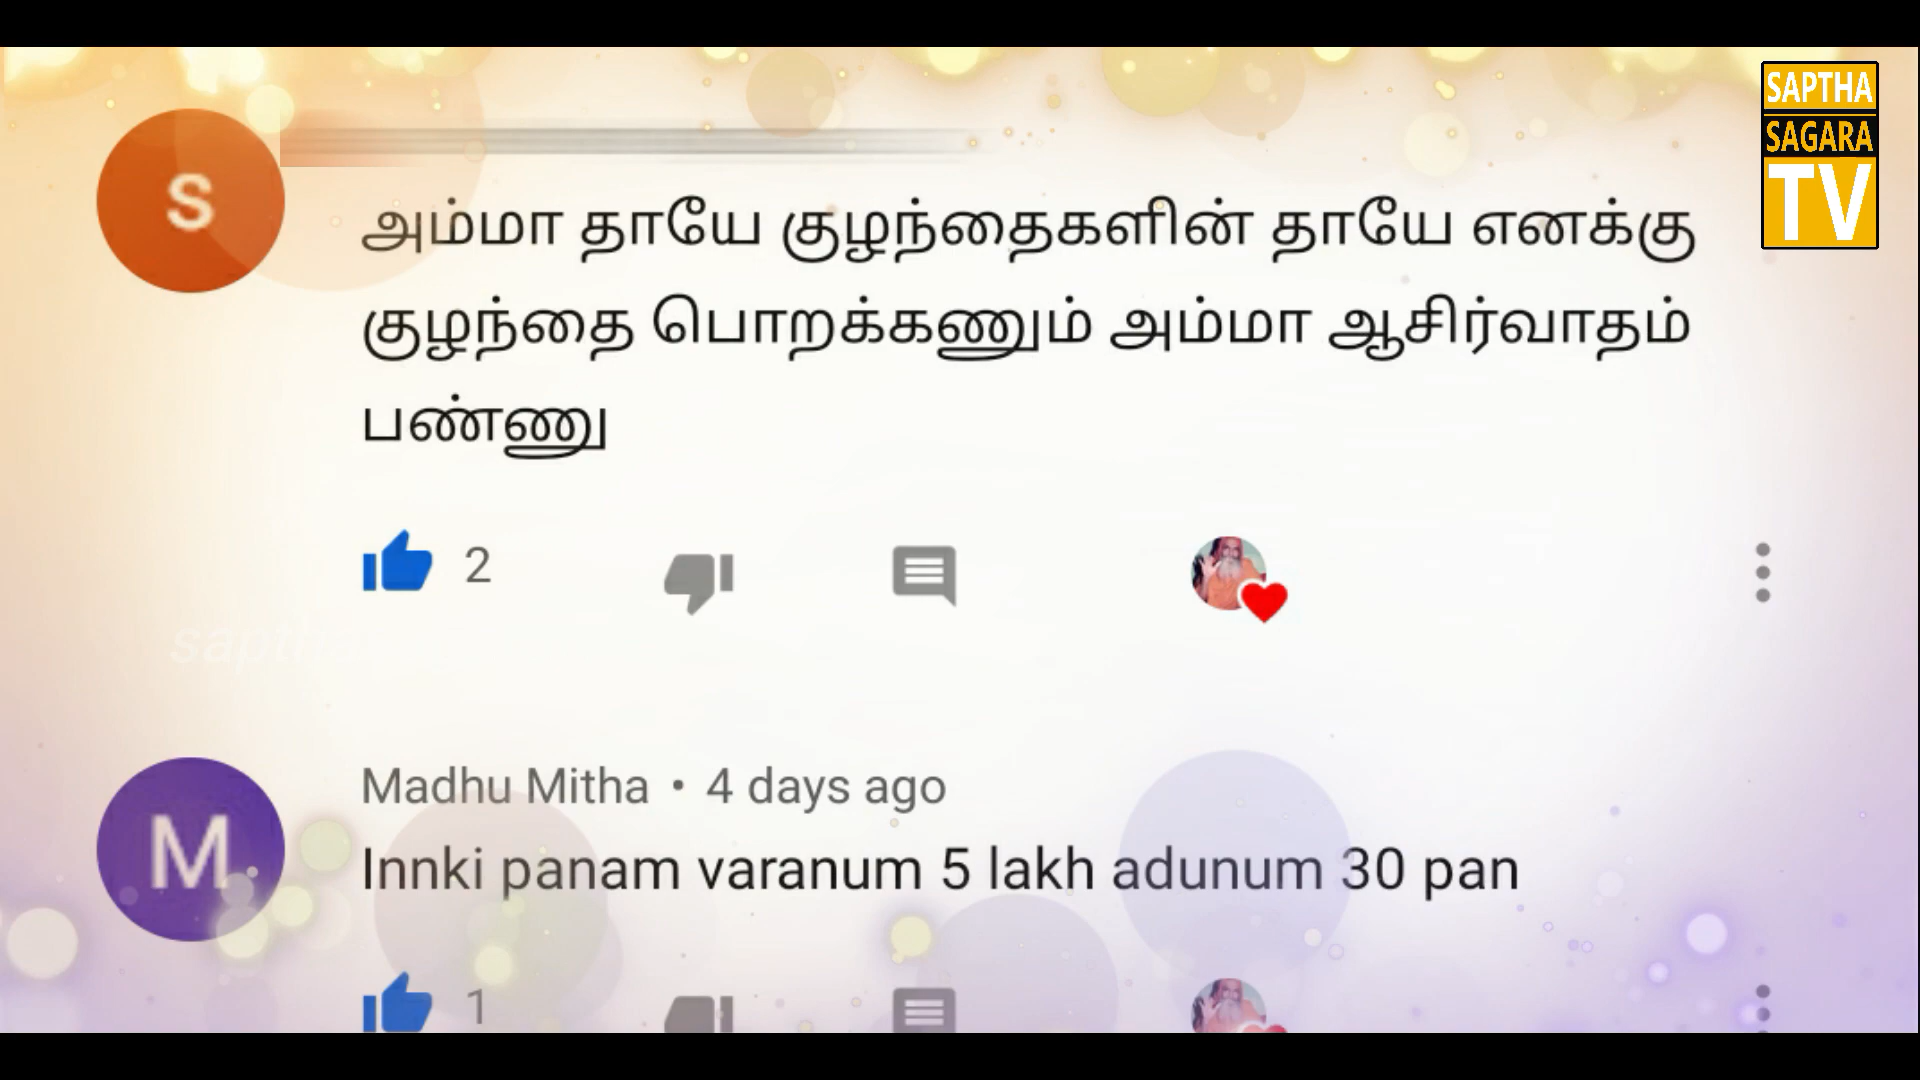 SAPTHA
SAGARA
TV
S
அம்மா தாயே குழந்தைகளின் தாயே எனக்கு
குழந்தை பொறக்கணும் அம்மா ஆசிர்வாதம்
பண்ணு
2
saptha
M
Madhu Mitha • 4 days ago
Innki panam varanum 5 lakh adunum 30 pan
1